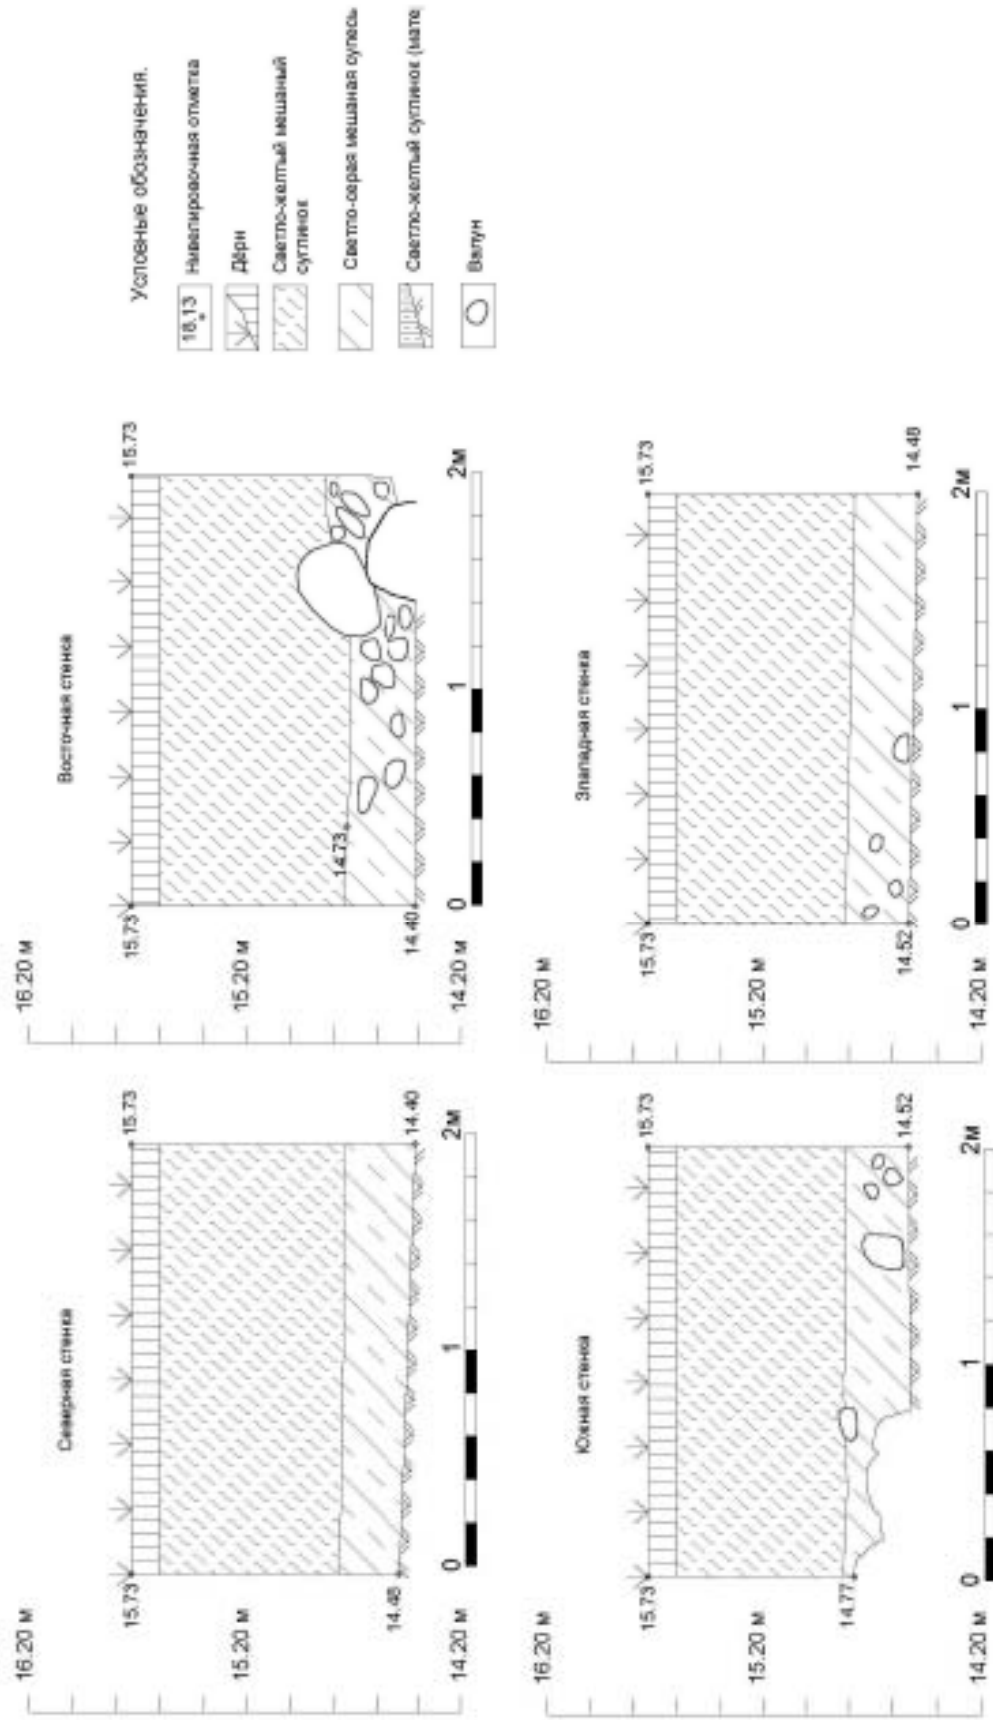 Северная стенка
16.20 м
15.20 м
14.20 м
15.73
15.73
14.48
14.40
0
1
2м
Восточная стенка
16.20 м
15.20 м
14.20 м
15.73
15.73
14.73
14.40
0
1
2м
Условные обозначения.
18.13
Нивелировочная отметка
Дёрн
Светло-желтый мешаный
суглинок
Светло-серая мешаная супесь
Светло-желтый суглинок (мате
Валун
Южная стенка
16.20 м
15.20 м
14.20 м
15.73
15.73
14.77
14.52
0
1
2м
Зпападная стенка
16.20 м
15.20 м
14.20 м
15.73
15.73
14.52
14.48
0
1
2м